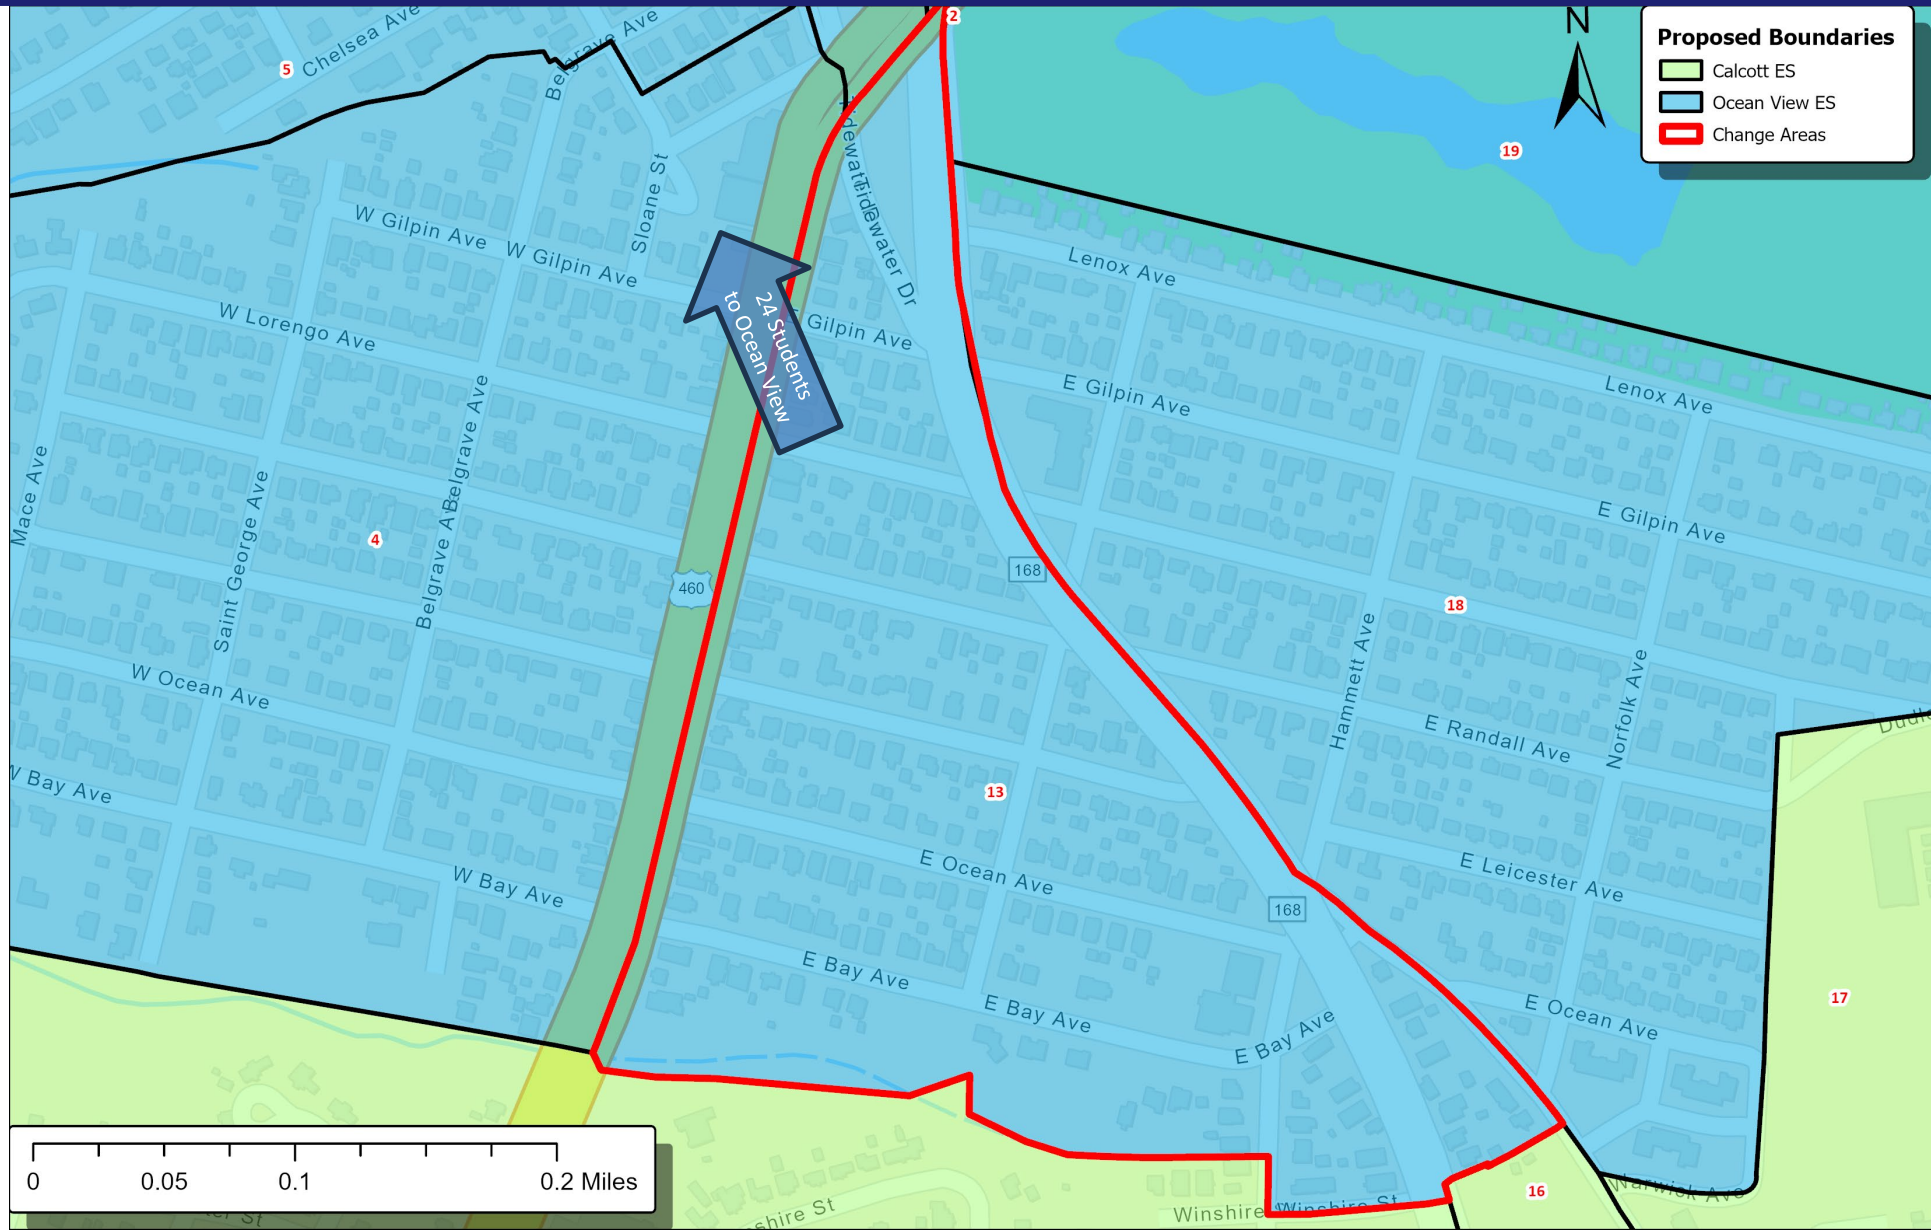 2
N
Proposed Boundaries
Calcott ES
Ocean View ES
Change Areas
5
Chelsea Ave
Belgrave Ave
19
Tidewater Dr
Sloane St
W Gilpin Ave
W Gilpin Ave
Lenox Ave
W Lorengo Ave
Gilpin Ave
24 Students
to Ocean View
E Gilpin Ave
Lenox Ave
Mace Ave
Saint George Ave
Belgrave Ave
Belgrave Ave
4
E Gilpin Ave
168
460
18
Hammett Ave
Norfolk Ave
W Ocean Ave
E Randall Ave
W Bay Ave
13
E Ocean Ave
E Leicester Ave
W Bay Ave
168
E Bay Ave
E Bay Ave
E Bay Ave
E Ocean Ave
17
0
0.05
0.1
0.2 Miles
16
Warwick Ave
Winshire
Winshire St
shire St